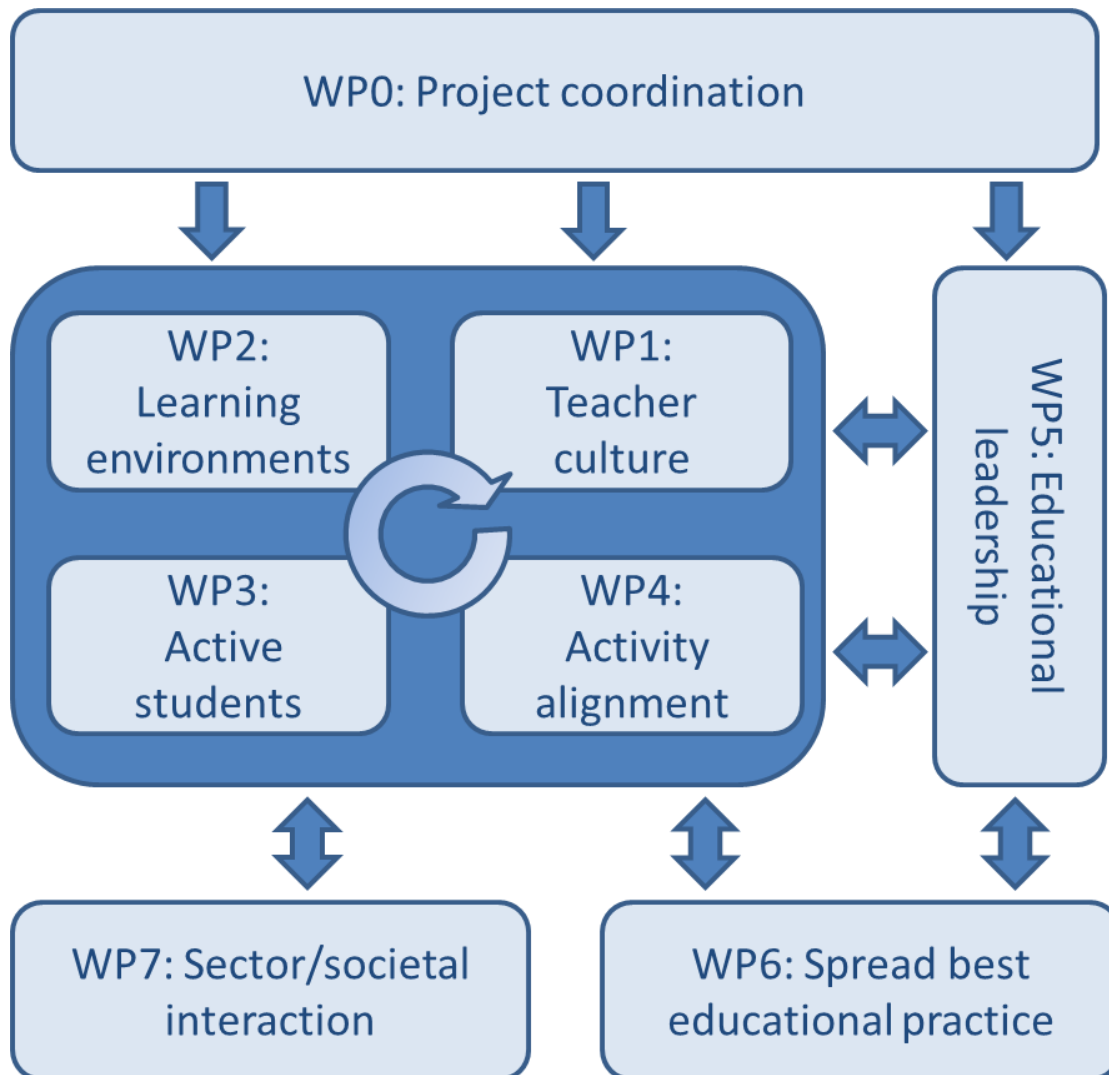 WP0: Project coordination
WP2:
Learning
environments
WP1:
Teacher
culture
WP3:
Active
students
WP4:
Activity
alignment
WP5: Educational
leadership
WP7: Sector/societal
interaction
WP6: Spread best
educational practice